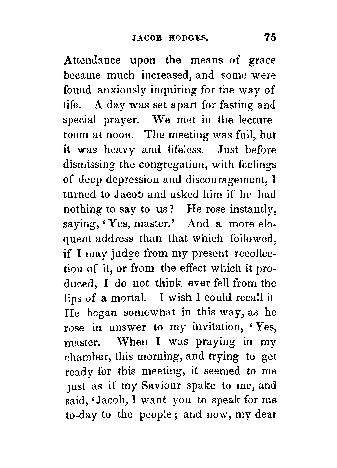 JACOB HODGES. 75
Attendance upon the means of grace
became much increased, and some were
found anxiously inquiring for the way of
life. A day was set apart for fasting and
special prayer. We met in the lecture
room at noon. The meeting was full, but
it was heavy and lifeless. Just before
dismissing the congregation, with feelings
of deep depression and discouragement, I
turned to Jacob and asked him if he had
nothing to say to us? He rose instantly,
saying, 'Yes, master.' And a more elo-
quent address than that which followed,
if I may judge from my present recollec-
tion of it, or from the effect which it pro-
duced, I do not think ever fell from the
lips of a mortal. I wish I could recall it
He began somewhat in this way, as he
rose in answer to my invitation, 'Yes,
master. When I was praying in my
chamber, this morning, and trying to get
ready for this meeting, it seemed to me
just as if my Saviour spake to me, and
said, 'Jacob, I want you to speak for me
to-day to the people; and now, my dear